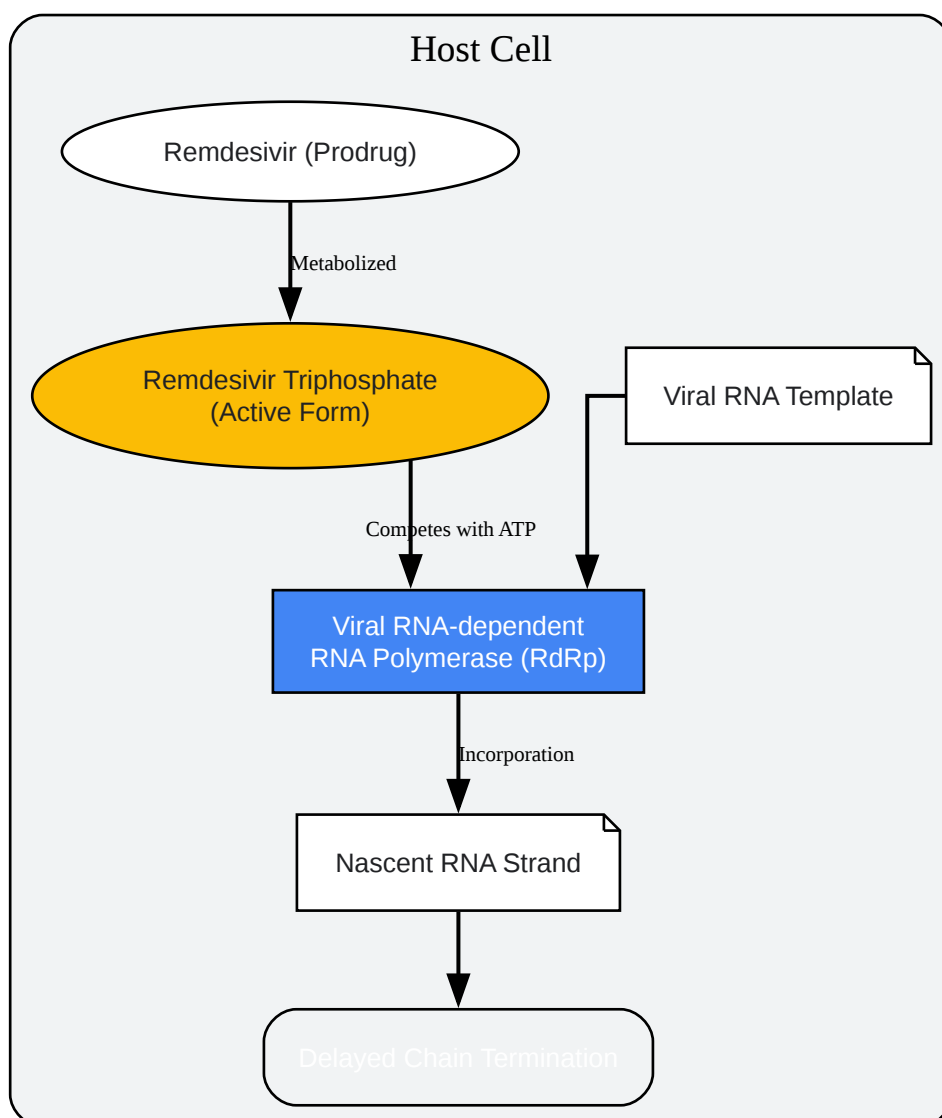 Host Cell
Remdesivir (Prodrug)
Metabolized
Remdesivir Triphosphate
(Active Form)
Viral RNA Template
Competes with ATP
Viral RNA-dependent
RNA Polymerase (RdRp)
Incorporation
Nascent RNA Strand
Delayed Chain Termination